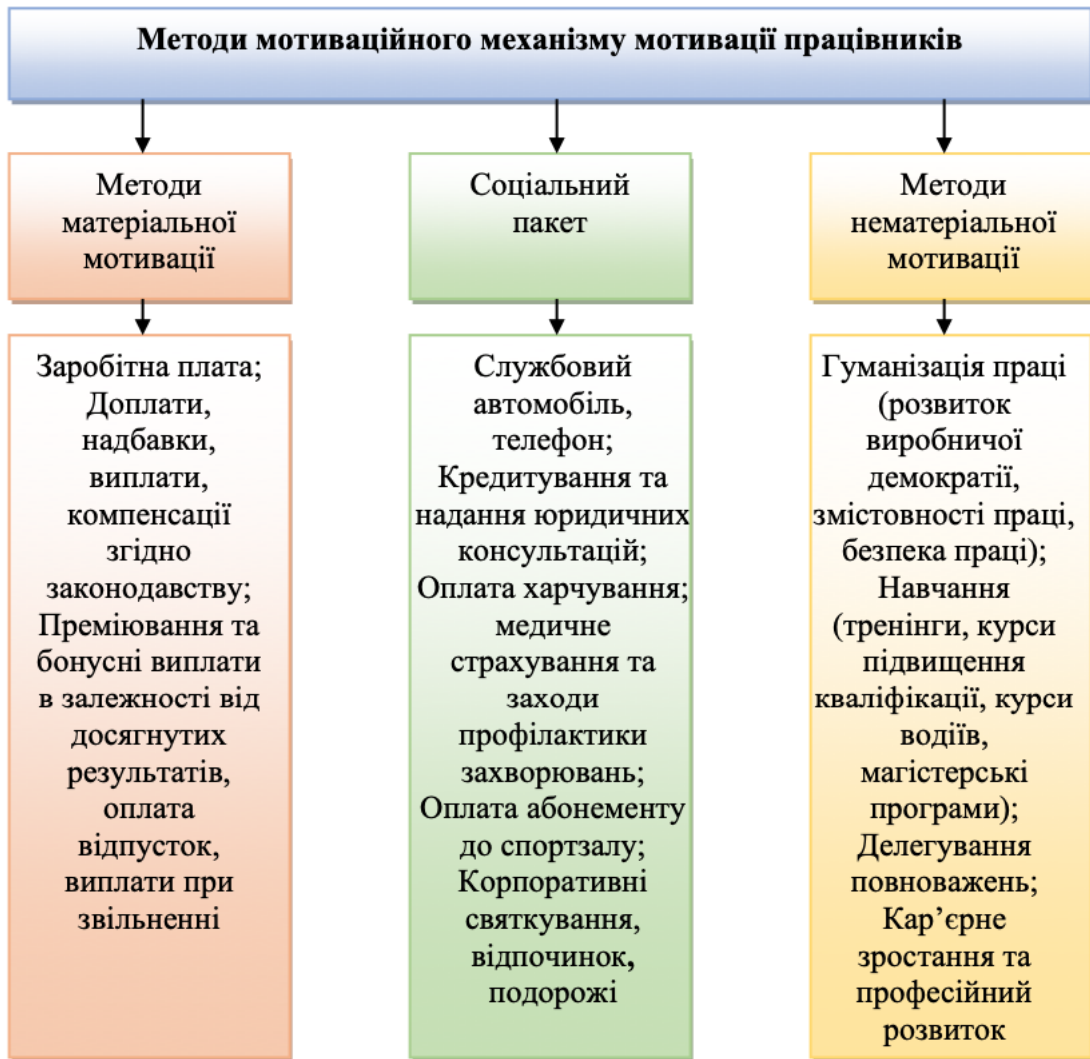 Методи мотиваційного механізму мотивації працівників
Методи
матеріальної
мотивації
Соціальний
пакет
Методи
нематеріальної
мотивації
Заробітна плата;
Доплати,
надбавки,
виплати,
компенсації
згідно
законодавству;
Преміювання та
бонусні виплати
в залежності від
досягнутих
результатів,
оплата
відпусток,
виплати при
звільненні
Службовий
автомобіль,
телефон;
Кредитування та
надання юридичних
консультацій;
Оплата харчування;
медичне
страхування та
заходи
профілактики
захворювань;
Оплата абонементу
до спортзалу;
Корпоративні
святкування,
відпочинок,
подорожі
Гуманізація праці
(розвиток
виробничої
демократії,
змістовності праці,
безпека праці);
Навчання
(тренінги, курси
підвищення
кваліфікації, курси
водіїв,
магістерські
програми);
Делегування
повноважень;
Кар’єрне
зростання та
професійний
розвиток